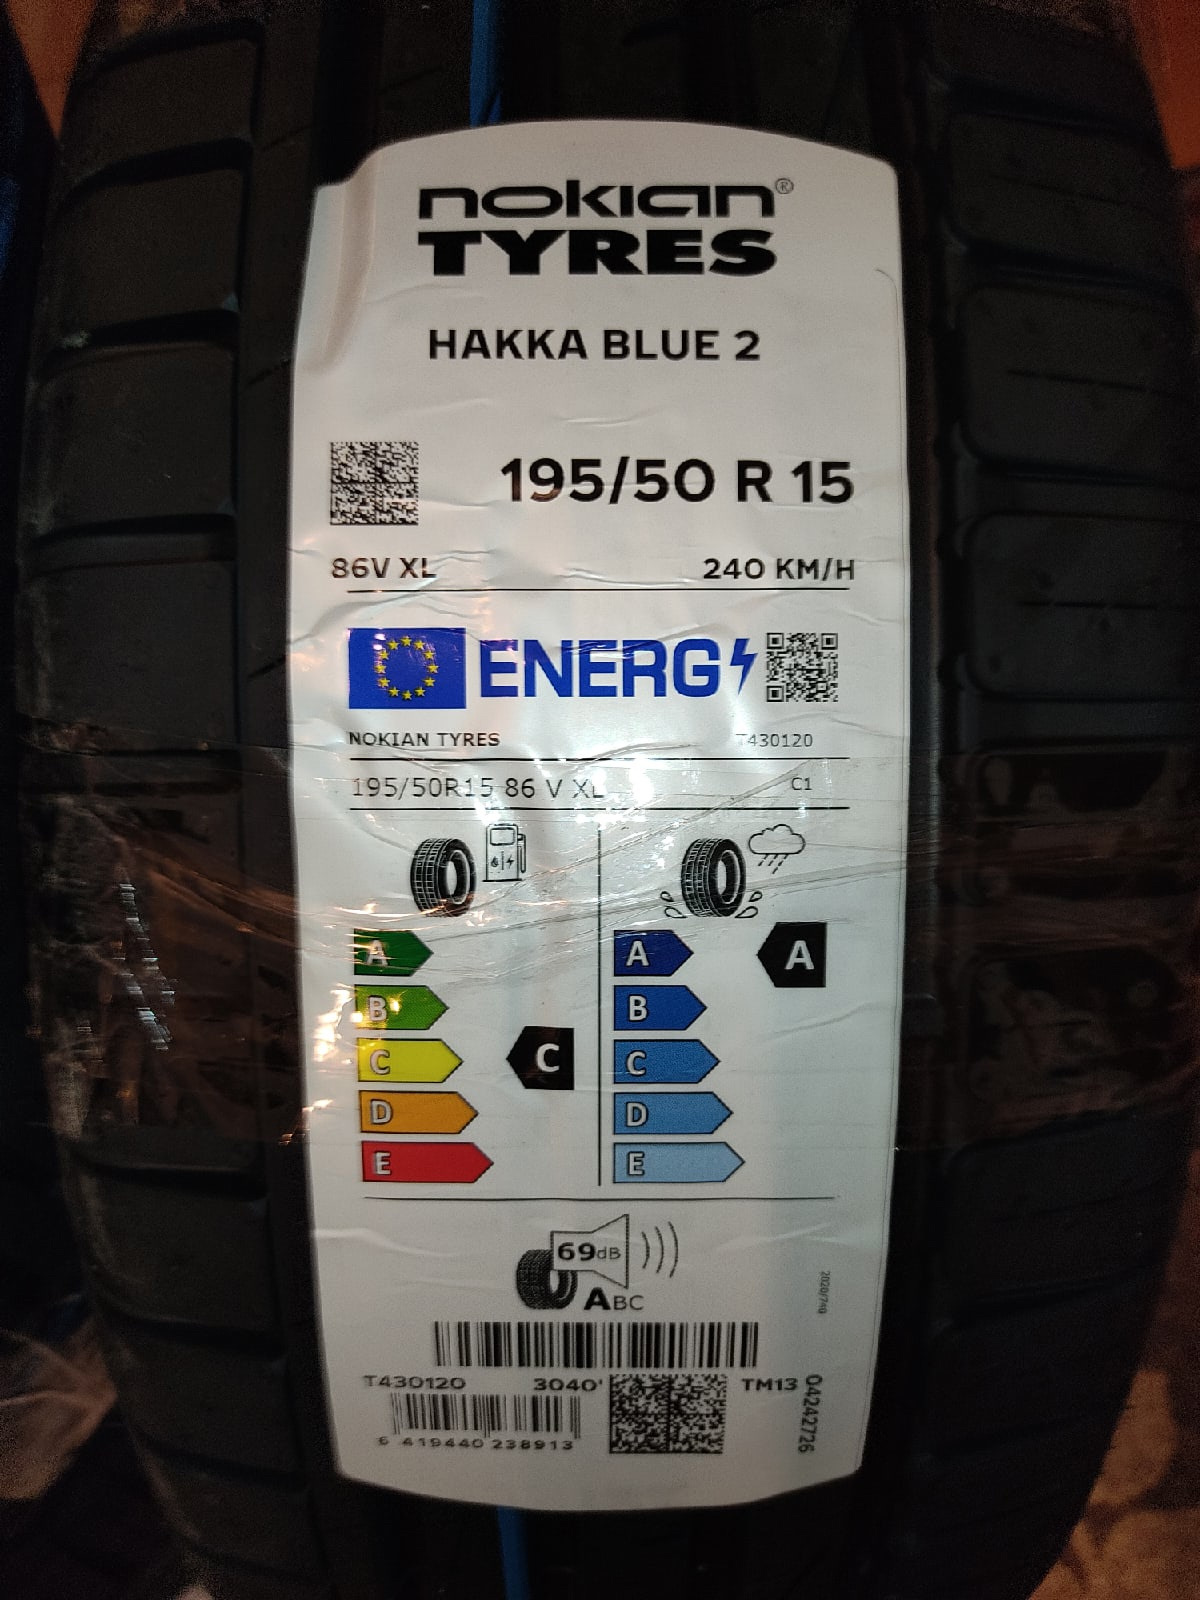 nokian®
TYRES
HAKKA BLUE 2
195/50 R 15
86V XL 240 KM/H
ENERG
NOKIAN TYRES T430120
195/50R15 86 V XL C1
A A A
B B
C C C
D D
E E
69dB
ABC
2020/740
T430120 3040' TM13
6 419440 238913
04242726